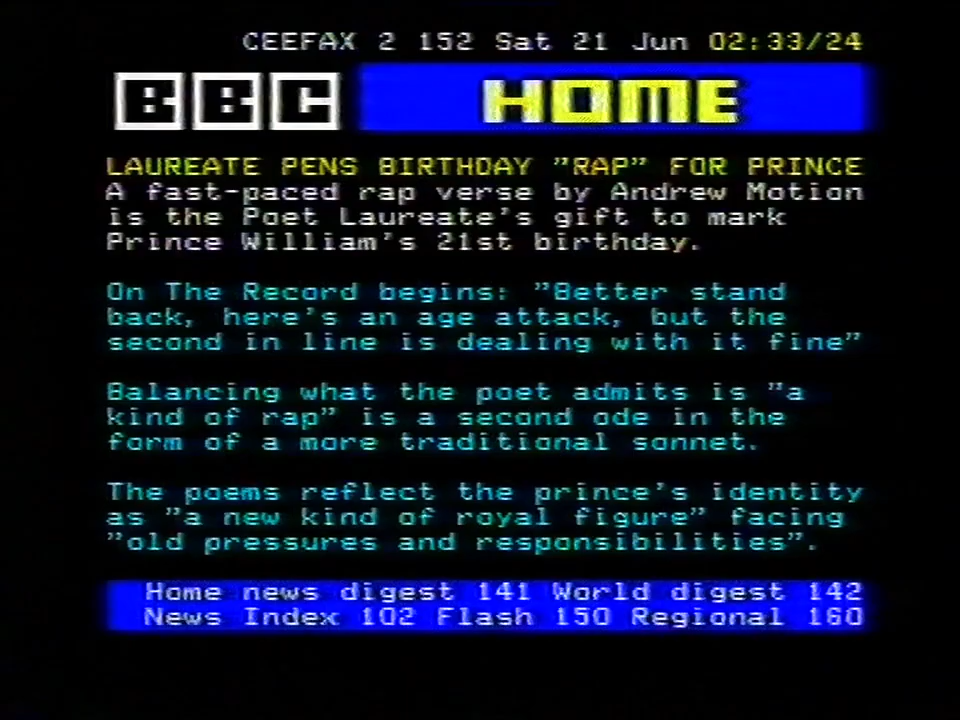 CEEFAX 2 152 Sat 21 Jun 02:33/24
BBC HOME
LAUREATE PENS BIRTHDAY "RAP" FOR PRINCE
A fast-paced rap verse by Andrew Motion
is the Poet Laureate's gift to mark
Prince William's 21st birthday.
On The Record begins: "Better stand
back, here's an age attack, but the
second in line is dealing with it fine"
Balancing what the poet admits is "a
kind of rap" is a second ode in the
form of a more traditional sonnet.
The poems reflect the prince's identity
as "a new kind of royal figure" facing
"old pressures and responsibilities".
Home news digest 141 World digest 142
News Index 102 Flash 150 Regional 160